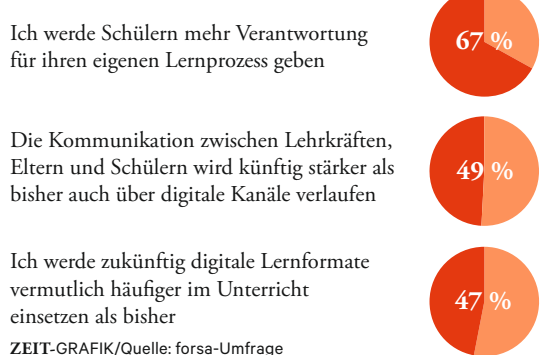 Ich werde Schülern mehr Verantwortung
für ihren eigenen Lernprozess geben
67 %
Die Kommunikation zwischen Lehrkräften,
Eltern und Schülern wird künftig stärker als
bisher auch über digitale Kanäle verlaufen
49 %
Ich werde zukünftig digitale Lernformate
vermutlich häufiger im Unterricht
einsetzen als bisher
47 %
ZEIT-GRAFIK/Quelle: forsa-Umfrage